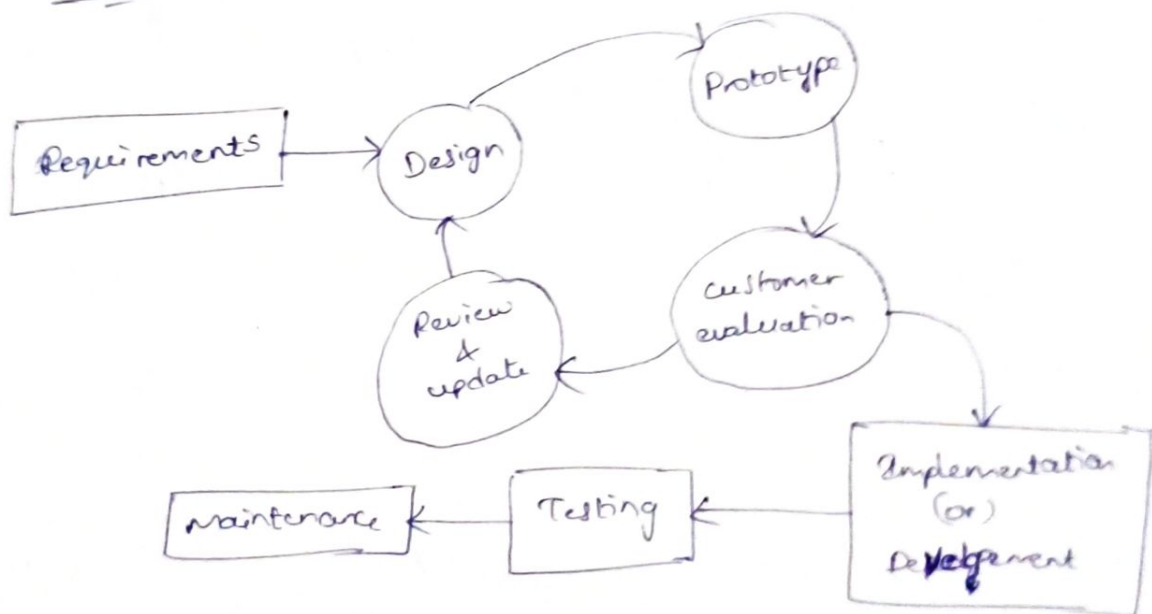 Prototype
Requirements
Design
customer
evaluation
Review
&
update
Implementation
(or)
Development
Testing
Maintenance